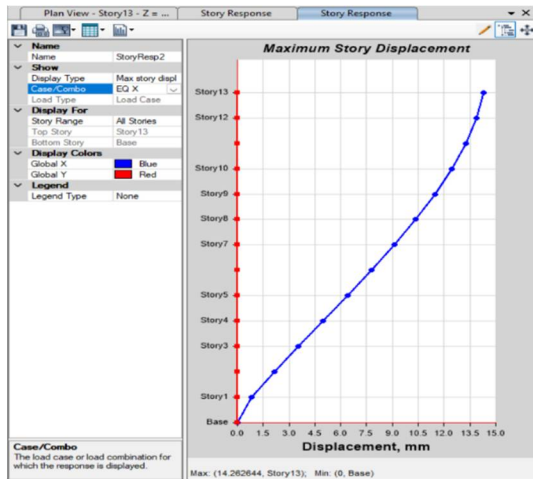 Plan View - Story13 - Z = ...
Story Response
Story Response
Name
Name StoryResp2
Show
Display Type Max story displ
Case/Combo EQ X
Load Type Load Case
Display For
Story Range All Stories
Top Story Story13
Bottom Story Base
Display Colors
Global X Blue
Global Y Red
Legend
Legend Type None
Case/Combo
The load case or load combination for
which the response is displayed.
Maximum Story Displacement
Story13
Story12
Story10
Story9
Story8
Story7
Story5
Story4
Story3
Story1
Base
0.0 1.5 3.0 4.5 6.0 7.5 9.0 10.5 12.0 13.5 15.0
Displacement, mm
Max: (14.262644, Story13); Min: (0, Base)